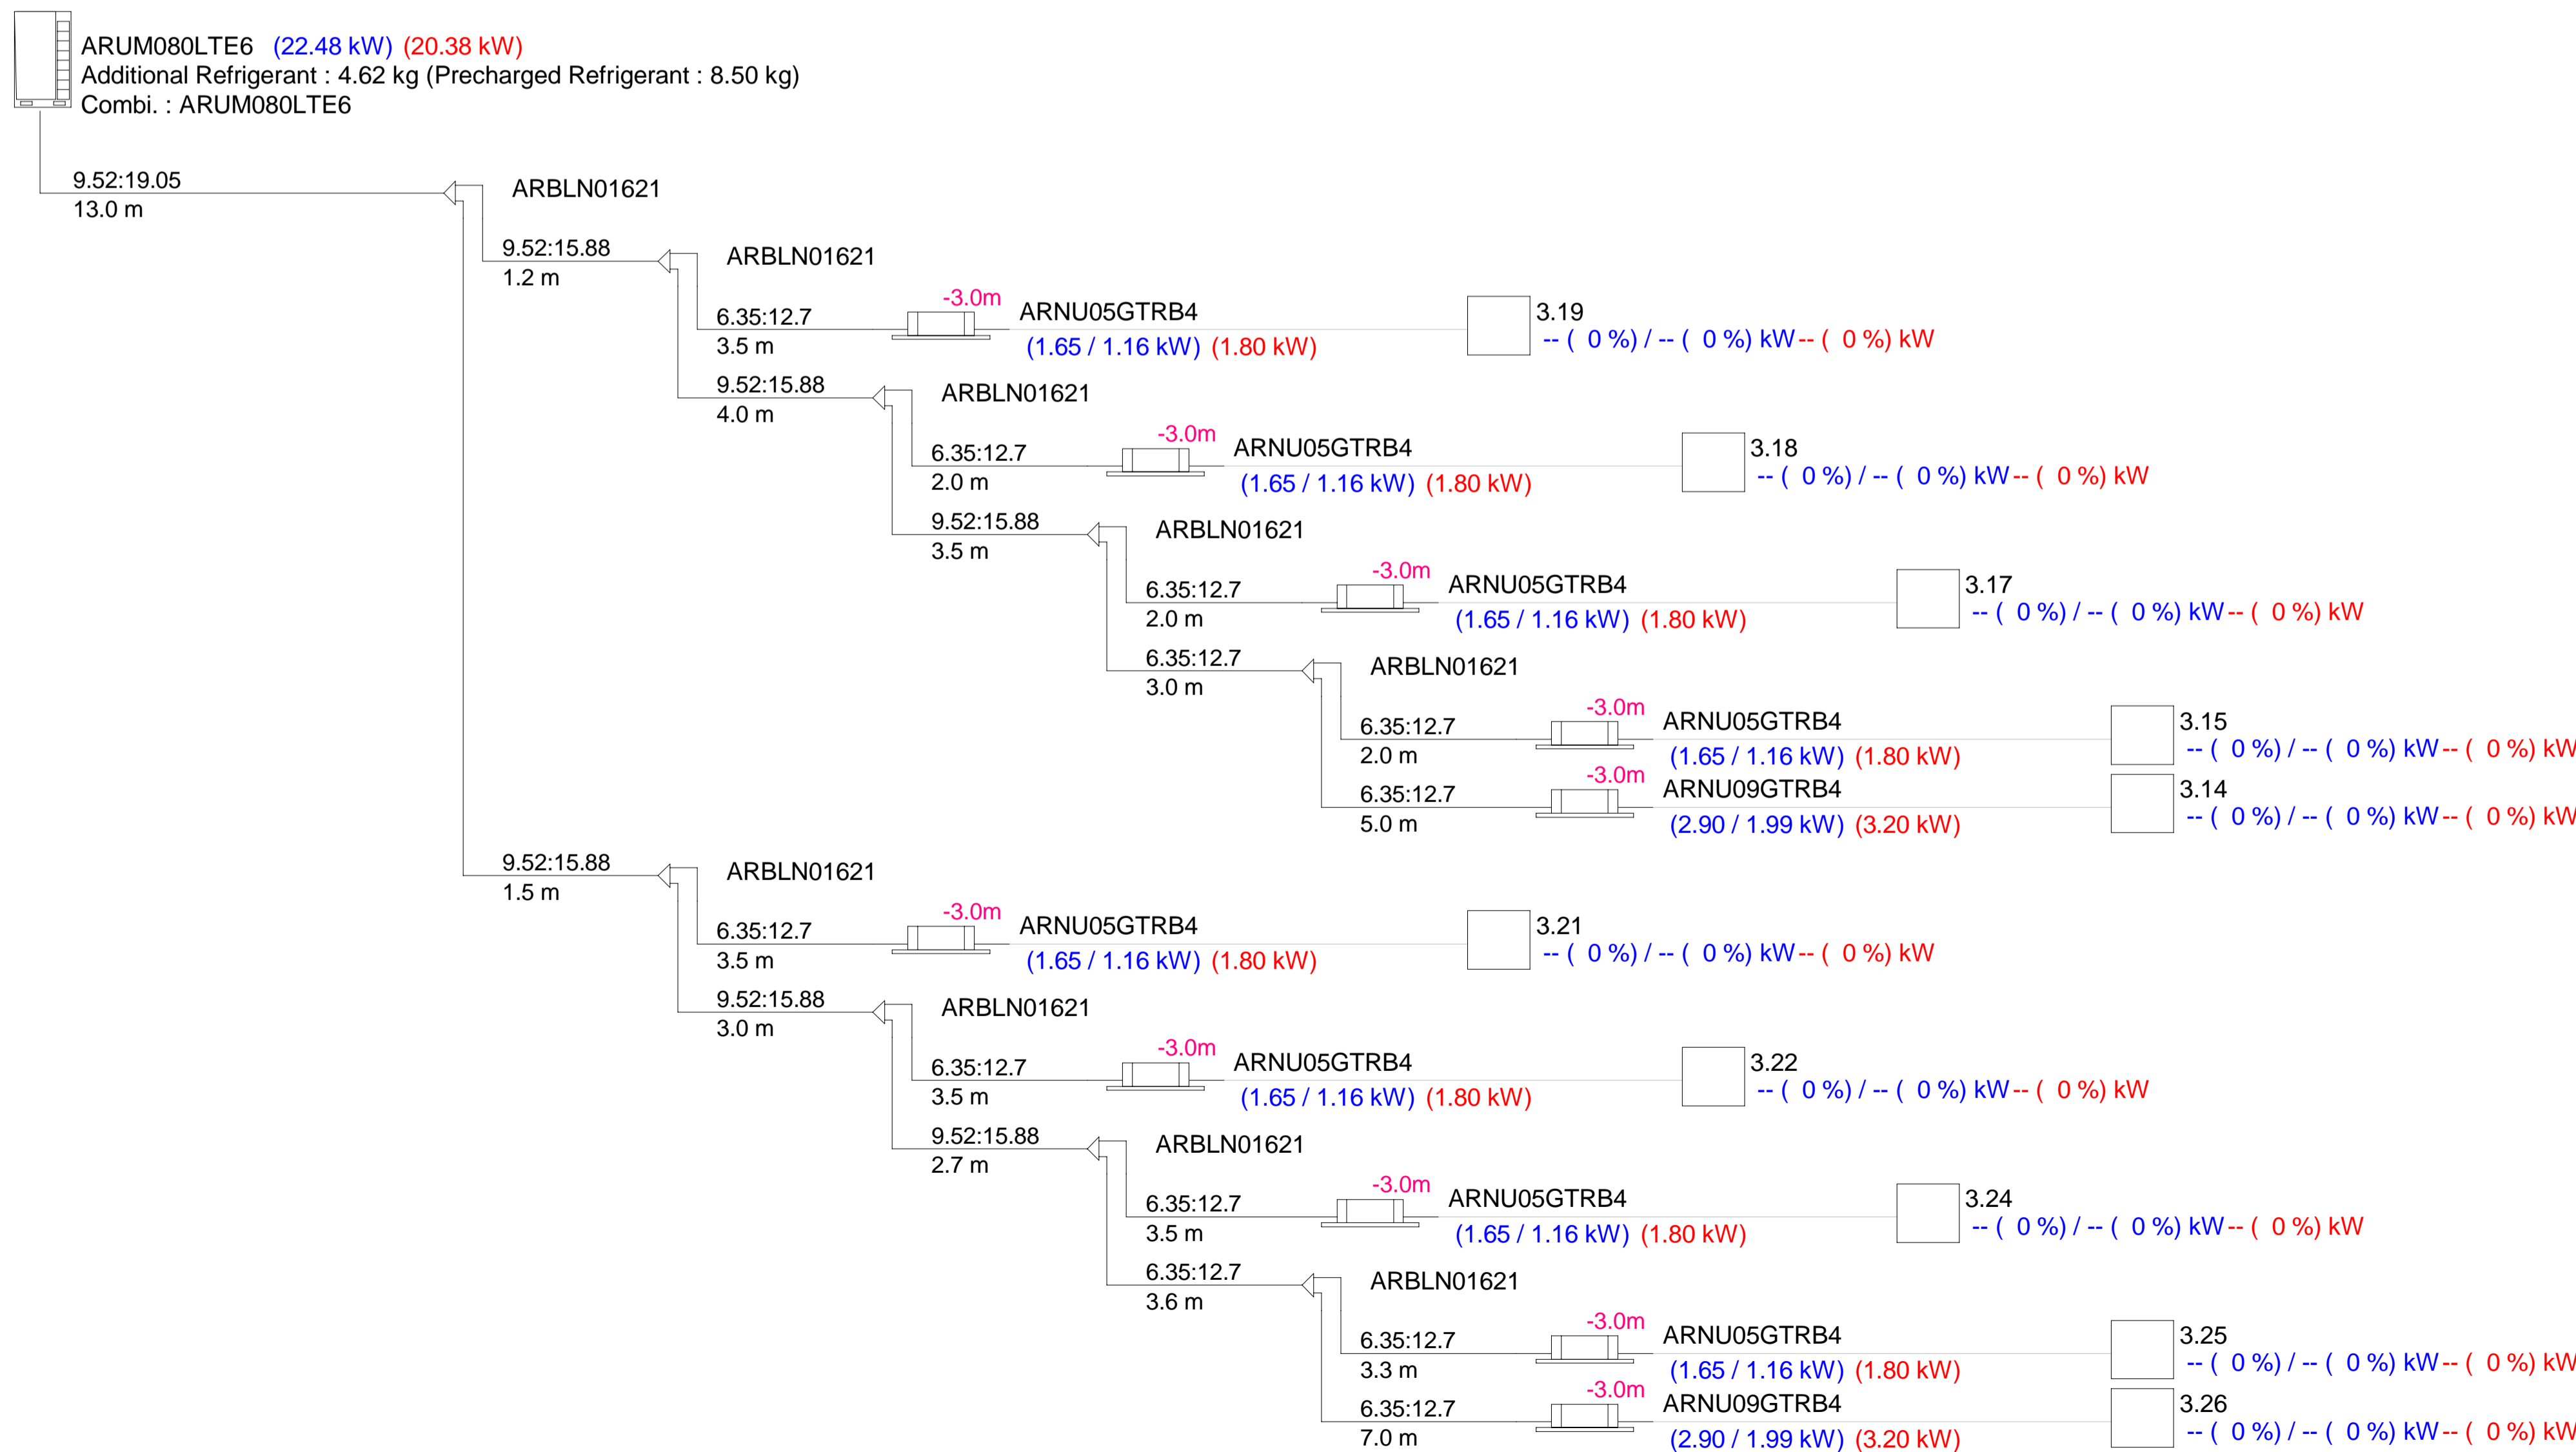 ARUM080LTE6 (22.48 kW) (20.38 kW)
Additional Refrigerant : 4.62 kg (Precharged Refrigerant : 8.50 kg)
Combi. : ARUM080LTE6
9.52:19.05
13.0 m
ARBLN01621
9.52:15.88
1.2 m
ARBLN01621
6.35:12.7
3.5 m
-3.0m
ARNU05GTRB4
(1.65 / 1.16 kW) (1.80 kW)
3.19
-- ( 0 %) / -- ( 0 %) kW -- ( 0 %) kW
9.52:15.88
4.0 m
ARBLN01621
6.35:12.7
2.0 m
-3.0m
ARNU05GTRB4
(1.65 / 1.16 kW) (1.80 kW)
3.18
-- ( 0 %) / -- ( 0 %) kW -- ( 0 %) kW
9.52:15.88
3.5 m
ARBLN01621
6.35:12.7
2.0 m
-3.0m
ARNU05GTRB4
(1.65 / 1.16 kW) (1.80 kW)
3.17
-- ( 0 %) / -- ( 0 %) kW -- ( 0 %) kW
6.35:12.7
3.0 m
ARBLN01621
6.35:12.7
2.0 m
-3.0m
ARNU05GTRB4
(1.65 / 1.16 kW) (1.80 kW)
3.15
-- ( 0 %) / -- ( 0 %) kW -- ( 0 %) kW
6.35:12.7
5.0 m
-3.0m
ARNU09GTRB4
(2.90 / 1.99 kW) (3.20 kW)
3.14
-- ( 0 %) / -- ( 0 %) kW -- ( 0 %) kW
9.52:15.88
1.5 m
ARBLN01621
6.35:12.7
3.5 m
-3.0m
ARNU05GTRB4
(1.65 / 1.16 kW) (1.80 kW)
3.21
-- ( 0 %) / -- ( 0 %) kW -- ( 0 %) kW
9.52:15.88
3.0 m
ARBLN01621
6.35:12.7
3.5 m
-3.0m
ARNU05GTRB4
(1.65 / 1.16 kW) (1.80 kW)
3.22
-- ( 0 %) / -- ( 0 %) kW -- ( 0 %) kW
9.52:15.88
2.7 m
ARBLN01621
6.35:12.7
3.5 m
-3.0m
ARNU05GTRB4
(1.65 / 1.16 kW) (1.80 kW)
3.24
-- ( 0 %) / -- ( 0 %) kW -- ( 0 %) kW
6.35:12.7
3.6 m
ARBLN01621
6.35:12.7
3.3 m
-3.0m
ARNU05GTRB4
(1.65 / 1.16 kW) (1.80 kW)
3.25
-- ( 0 %) / -- ( 0 %) kW -- ( 0 %) kW
6.35:12.7
7.0 m
-3.0m
ARNU09GTRB4
(2.90 / 1.99 kW) (3.20 kW)
3.26
-- ( 0 %) / -- ( 0 %) kW -- ( 0 %) kW